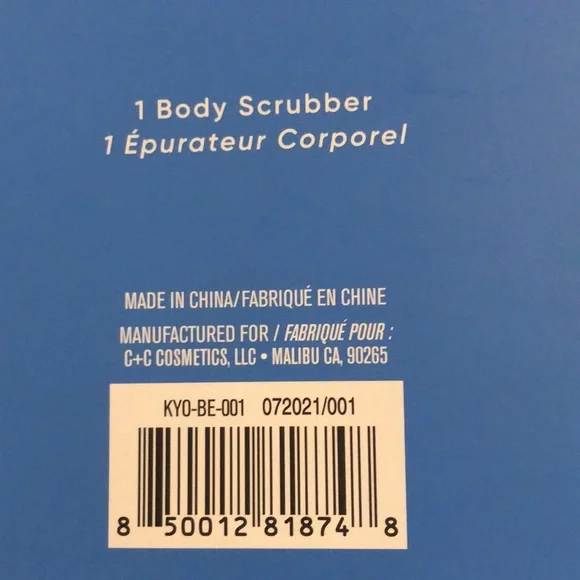 1 Body Scrubber
1 Épurateur Corporel
MADE IN CHINA/FABRIQUÉ EN CHINE
MANUFACTURED FOR / FABRIQUÉ POUR :
C+C COSMETICS, LLC • MALIBU CA, 90265
KYO-BE-001 072021/001
8 50012 81874 8